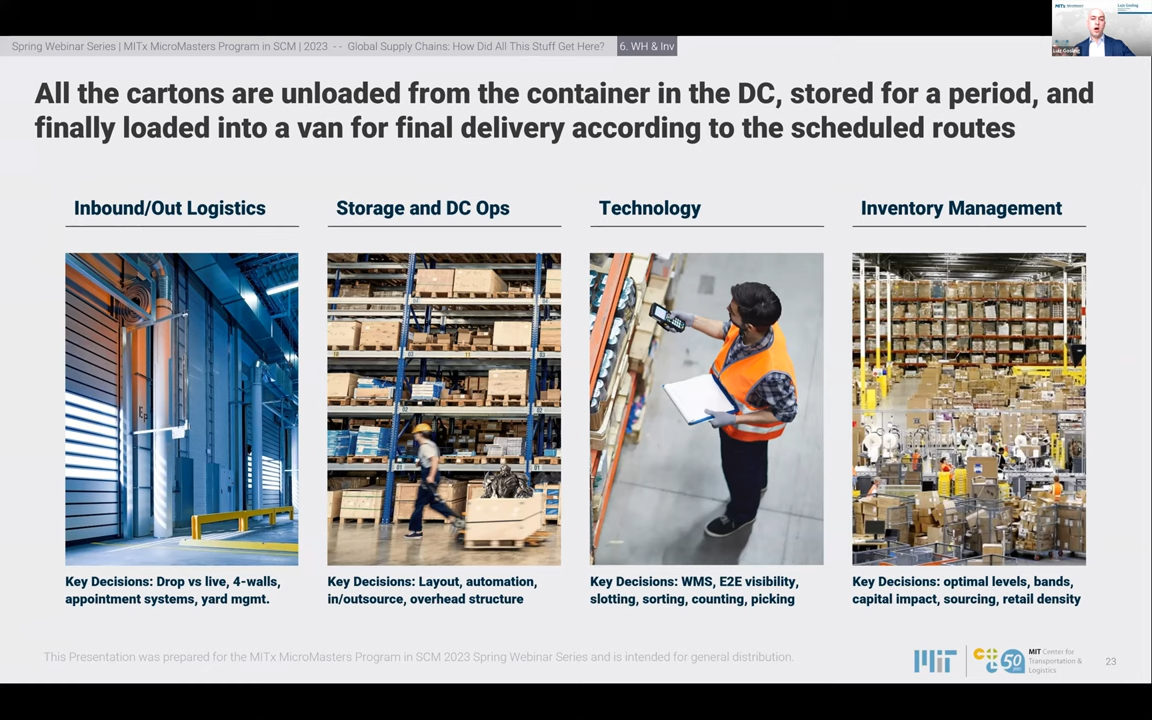 Spring Webinar Series | MITx MicroMasters Program in SCM | 2023 - - Global Supply Chains: How Did All This Stuff Get Here? 6. WH & Inv
Luiz Gosling
All the cartons are unloaded from the container in the DC, stored for a period, and
finally loaded into a van for final delivery according to the scheduled routes
Inbound/Out Logistics
Storage and DC Ops
Technology
Inventory Management
Key Decisions: Drop vs live, 4-walls,
appointment systems, yard mgmt.
Key Decisions: Layout, automation,
in/outsource, overhead structure
Key Decisions: WMS, E2E visibility,
slotting, sorting, counting, picking
Key Decisions: optimal levels, bands,
capital impact, sourcing, retail density
This Presentation was prepared for the MITx MicroMasters Program in SCM 2023 Spring Webinar Series and is intended for general distribution.
MIT
ctl
50
MIT Center for
Transportation &
Logistics
23